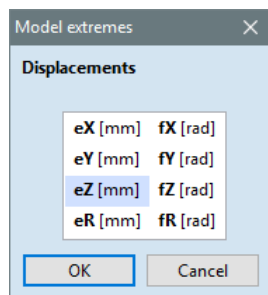 Model extremes
Displacements
eX [mm] fX [rad]
eY [mm] fY [rad]
eZ [mm] fZ [rad]
eR [mm] fR [rad]
OK Cancel